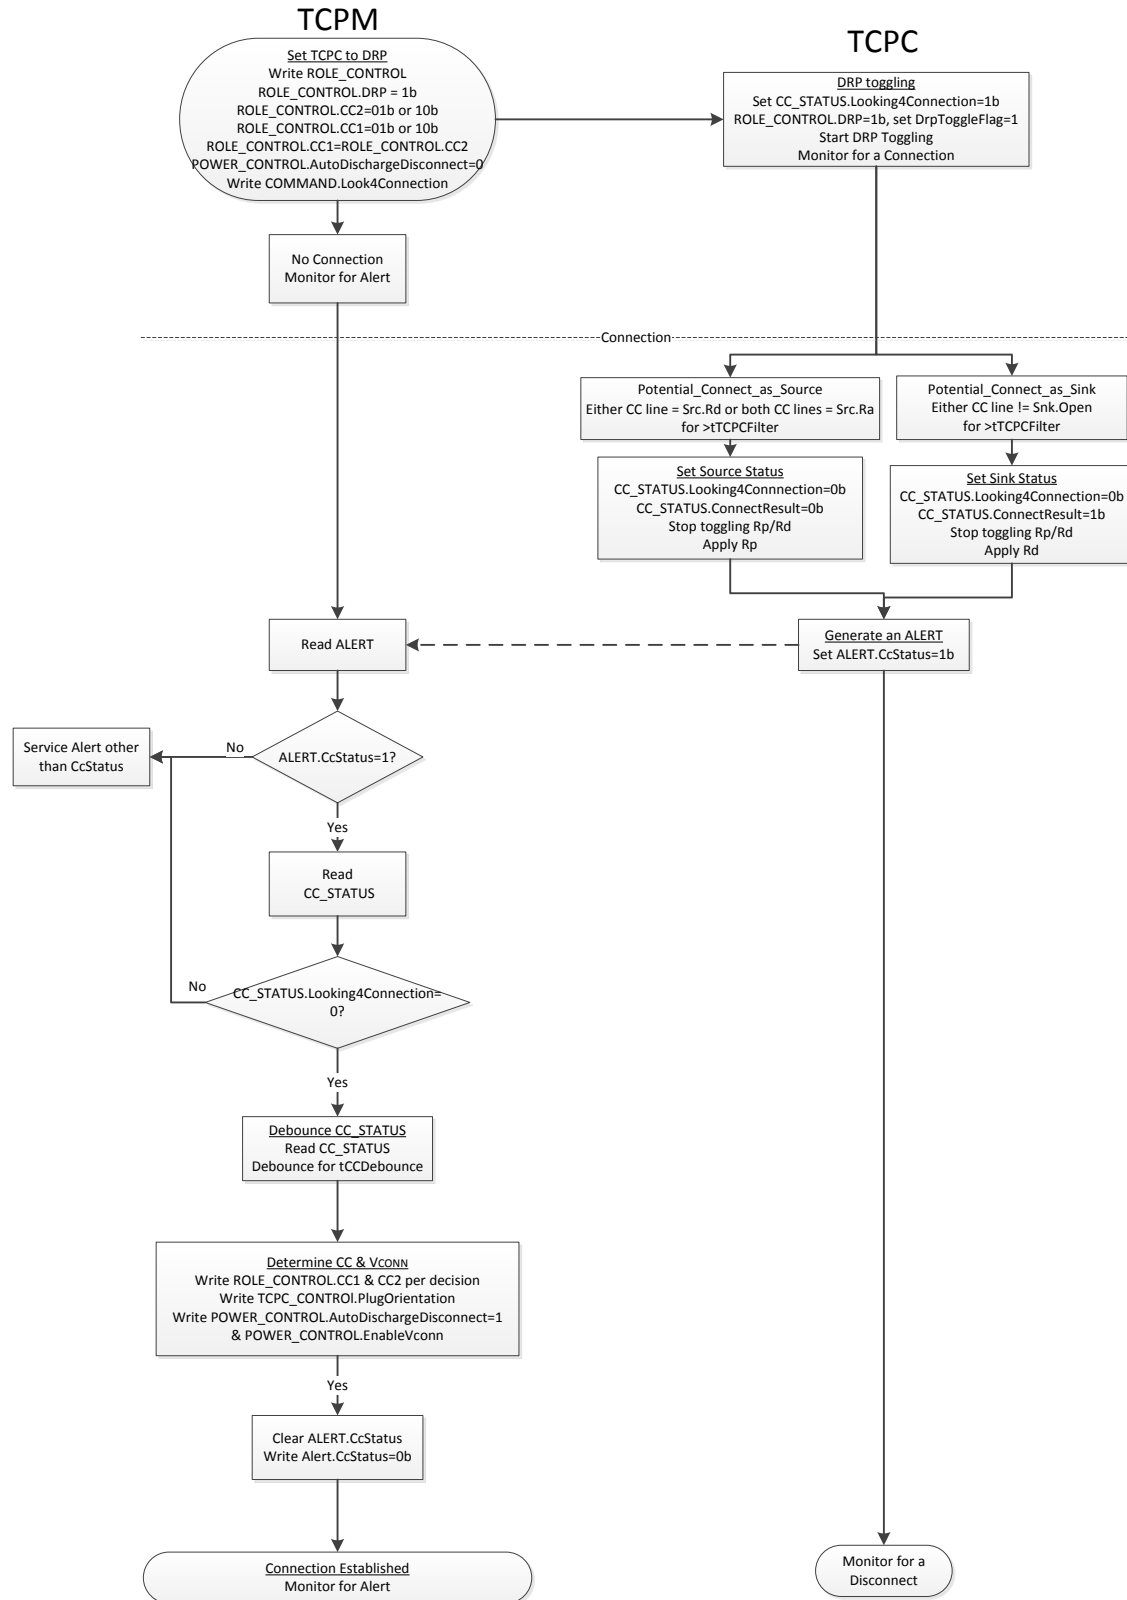 TCPM
TCPC
Set TCPC to DRP
Write ROLE_CONTROL
ROLE_CONTROL.DRP = 1b
ROLE_CONTROL.CC2=01b or 10b
ROLE_CONTROL.CC1=01b or 10b
ROLE_CONTROL.CC1=ROLE_CONTROL.CC2
POWER_CONTROL.AutoDischargeDisconnect=0
Write COMMAND.Look4Connection
DRP toggling
Set CC_STATUS.Looking4Connection=1b
ROLE_CONTROL.DRP=1b, set DrpToggleFlag=1
Start DRP Toggling
Monitor for a Connection
No Connection
Monitor for Alert
Connection
Potential_Connect_as_Source
Either CC line = Src.Rd or both CC lines = Src.Ra
for >tTCPCFilter
Potential_Connect_as_Sink
Either CC line != Snk.Open
for >tTCPCFilter
Set Source Status
CC_STATUS.Looking4Connnection=0b
CC_STATUS.ConnectResult=0b
Stop toggling Rp/Rd
Apply Rp
Set Sink Status
CC_STATUS.Looking4Connection=0b
CC_STATUS.ConnectResult=1b
Stop toggling Rp/Rd
Apply Rd
Read ALERT
Generate an ALERT
Set ALERT.CcStatus=1b
Service Alert other
than CcStatus
No
ALERT.CcStatus=1?
Yes
Read
CC_STATUS
No
CC_STATUS.Looking4Connection=
0?
Yes
Debounce CC_STATUS
Read CC_STATUS
Debounce for tCCDebounce
Determine CC & VCONN
Write ROLE_CONTROL.CC1 & CC2 per decision
Write TCPC_CONTROl.PlugOrientation
Write POWER_CONTROL.AutoDischargeDisconnect=1
& POWER_CONTROL.EnableVconn
Yes
Clear ALERT.CcStatus
Write Alert.CcStatus=0b
Connection Established
Monitor for Alert
Monitor for a
Disconnect